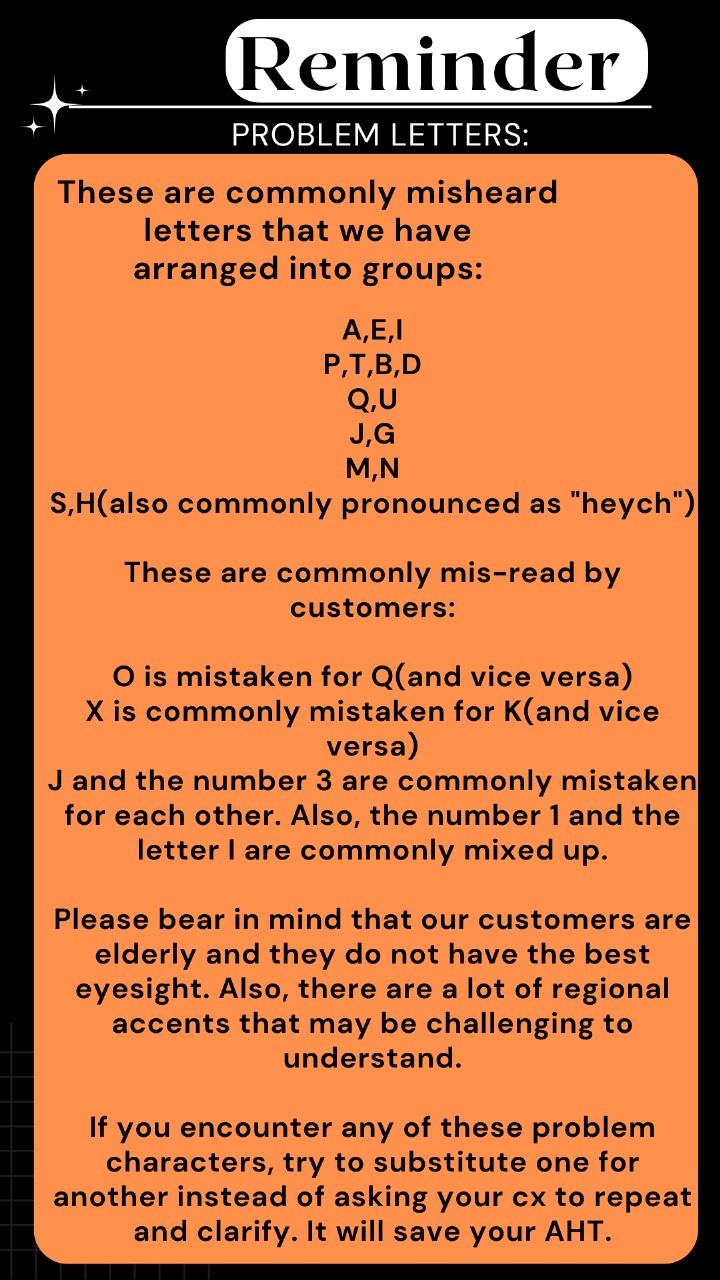 Reminder
PROBLEM LETTERS:
These are commonly misheard
letters that we have
arranged into groups:
A,E,I
P,T,B,D
Q,U
J,G
M,N
S,H(also commonly pronounced as "heych")
These are commonly mis-read by
customers:
O is mistaken for Q(and vice versa)
X is commonly mistaken for K(and vice
versa)
J and the number 3 are commonly mistaken
for each other. Also, the number 1 and the
letter I are commonly mixed up.
Please bear in mind that our customers are
elderly and they do not have the best
eyesight. Also, there are a lot of regional
accents that may be challenging to
understand.
If you encounter any of these problem
characters, try to substitute one for
another instead of asking your cx to repeat
and clarify. It will save your AHT.